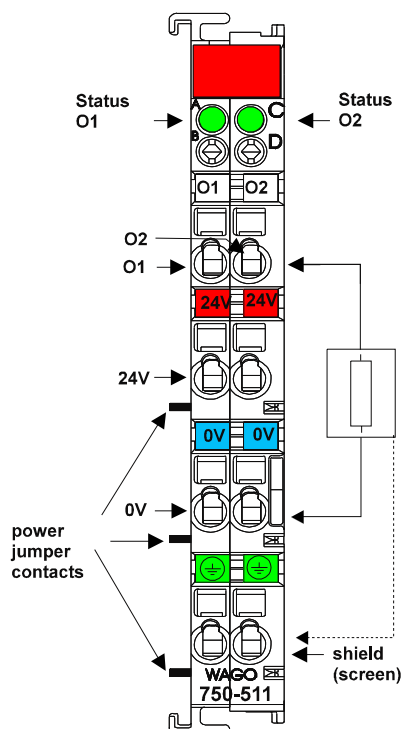 Status
O1
A
C
Status
O2
B
D
O1 O2
O2
O1
24V 24V
24V
0V 0V
0V
power
jumper
contacts
shield
(screen)
WAGO
750-511